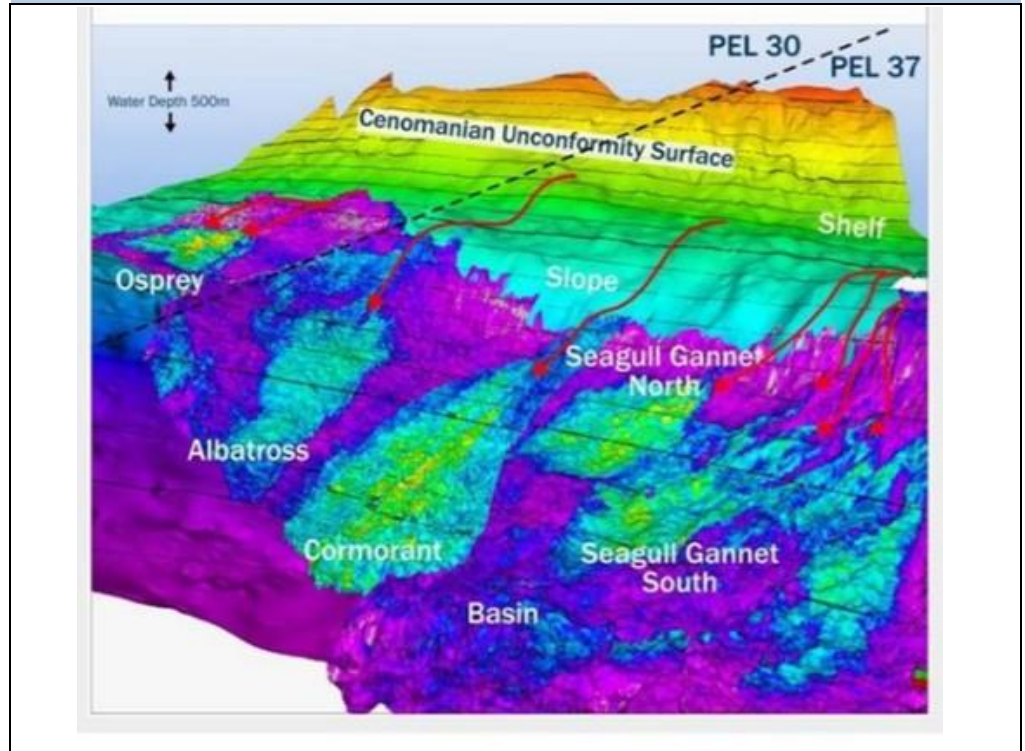 PEL 30
PEL 37
Water Depth 500m
Cenomanian Unconformity Surface
Shelf
Osprey
Slope
Seagull Gannet
North
Albatross
Cormorant
Seagull Gannet
South
Basin